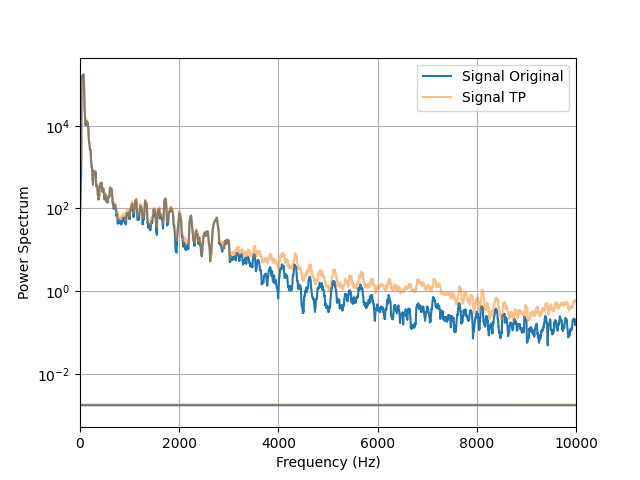 Signal Original
Signal TP
Power Spectrum
10^4
10^2
10^0
10^-2
0 2000 4000 6000 8000 10000
Frequency (Hz)